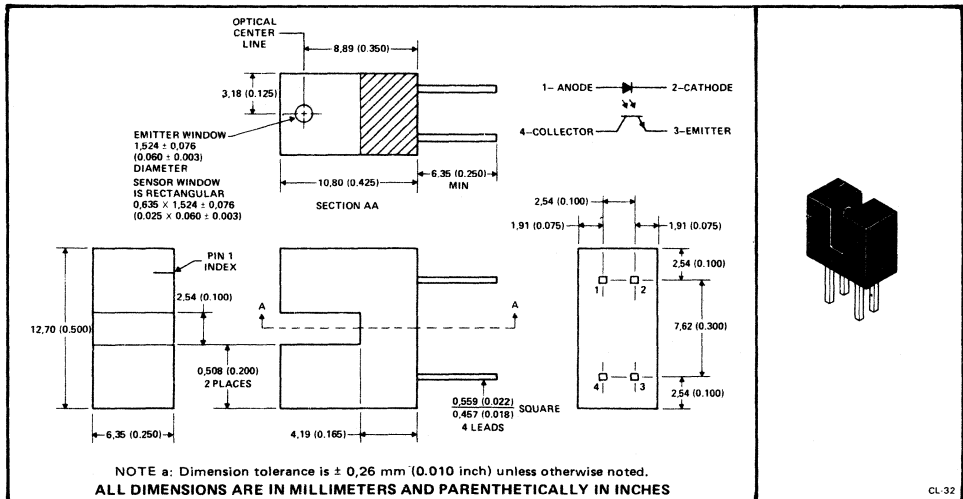 OPTICAL
CENTER
LINE
8,89 (0.350)
3,18 (0.125)
EMITTER WINDOW
1,524 ± 0,076
(0.060 ± 0.003)
DIAMETER
SENSOR WINDOW
IS RECTANGULAR
0,635 × 1,524 ± 0,076
(0.025 × 0.060 ± 0.003)
10,80 (0.425)
6,35 (0.250)
MIN
SECTION AA
1– ANODE
2–CATHODE
4–COLLECTOR
3–EMITTER
2,54 (0.100)
1,91 (0.075)
1,91 (0.075)
PIN 1
INDEX
2,54 (0.100)
12,70 (0.500)
0,508 (0.200)
2 PLACES
6,35 (0.250)
A
A
4,19 (0.165)
0,559 (0.022)
0,457 (0.018)
SQUARE
4 LEADS
2,54 (0.100)
1
2
7,62 (0.300)
4
3
2,54 (0.100)
NOTE a: Dimension tolerance is ± 0,26 mm (0.010 inch) unless otherwise noted.
ALL DIMENSIONS ARE IN MILLIMETERS AND PARENTHETICALLY IN INCHES
CL-32